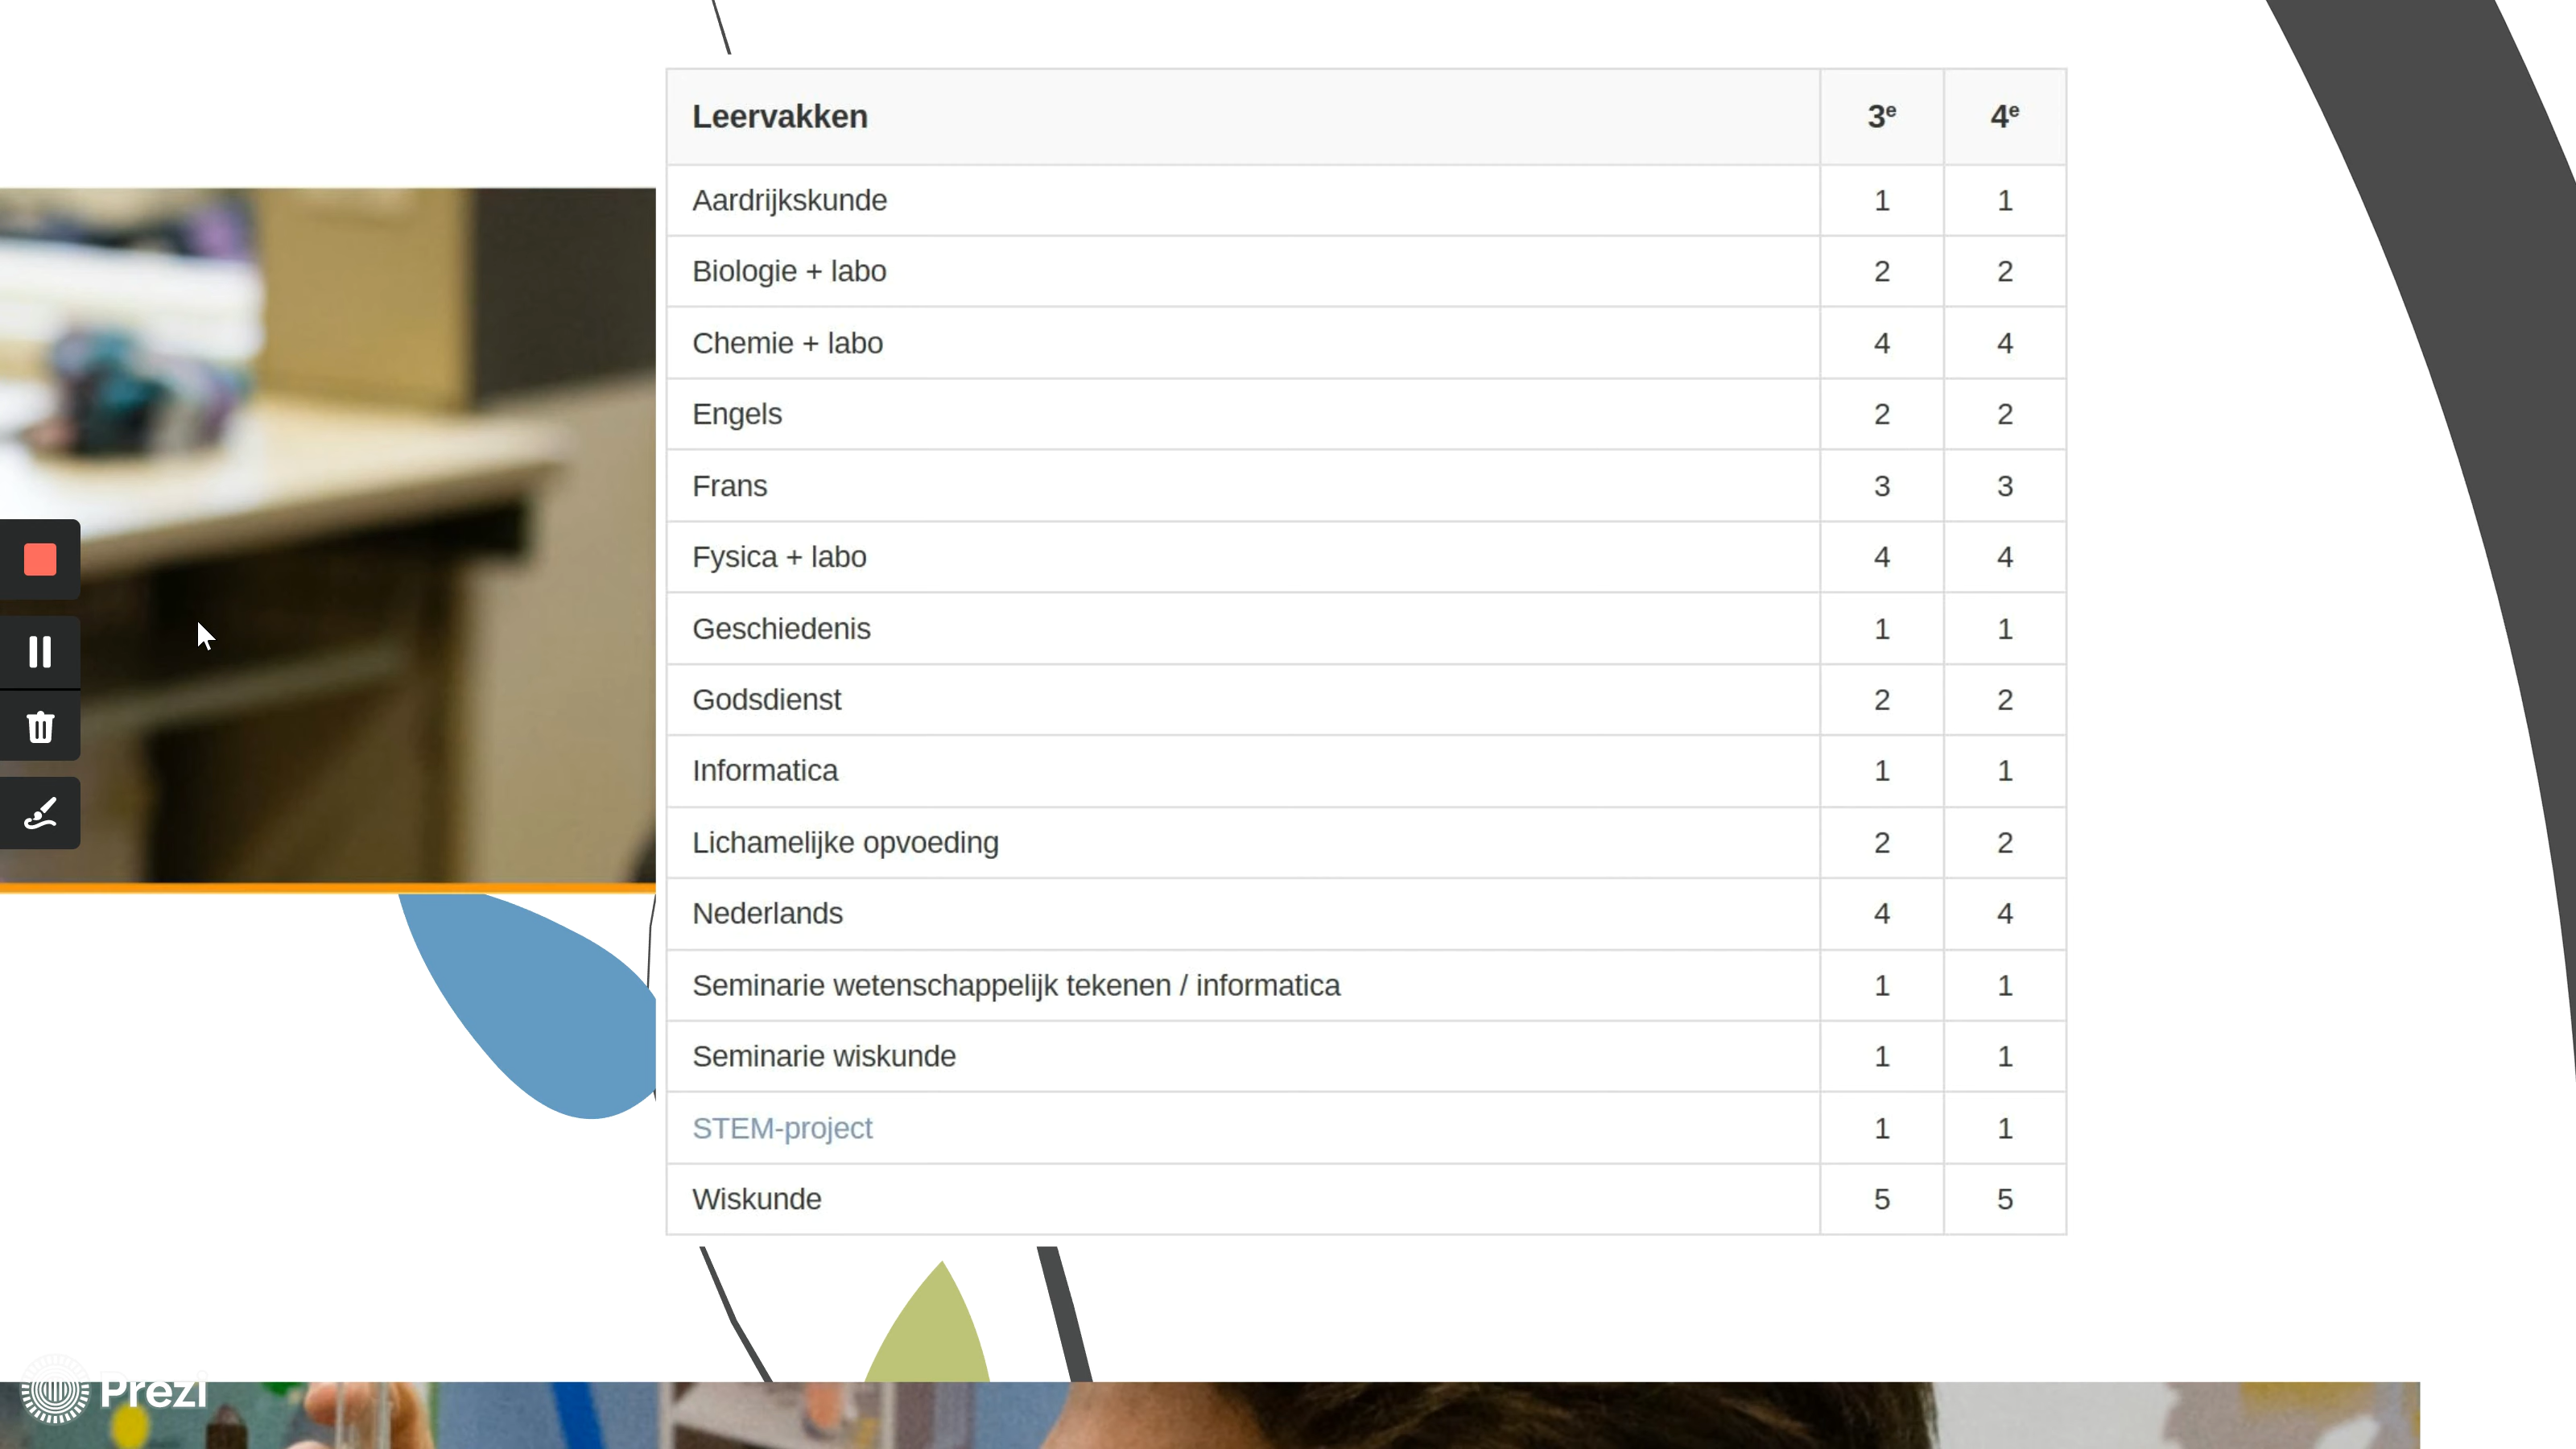 Leervakken 3ᵉ 4ᵉ
Aardrijkskunde 1 1
Biologie + labo 2 2
Chemie + labo 4 4
Engels 2 2
Frans 3 3
Fysica + labo 4 4
Geschiedenis 1 1
Godsdienst 2 2
Informatica 1 1
Lichamelijke opvoeding 2 2
Nederlands 4 4
Seminarie wetenschappelijk tekenen / informatica 1 1
Seminarie wiskunde 1 1
STEM-project 1 1
Wiskunde 5 5
Prezi